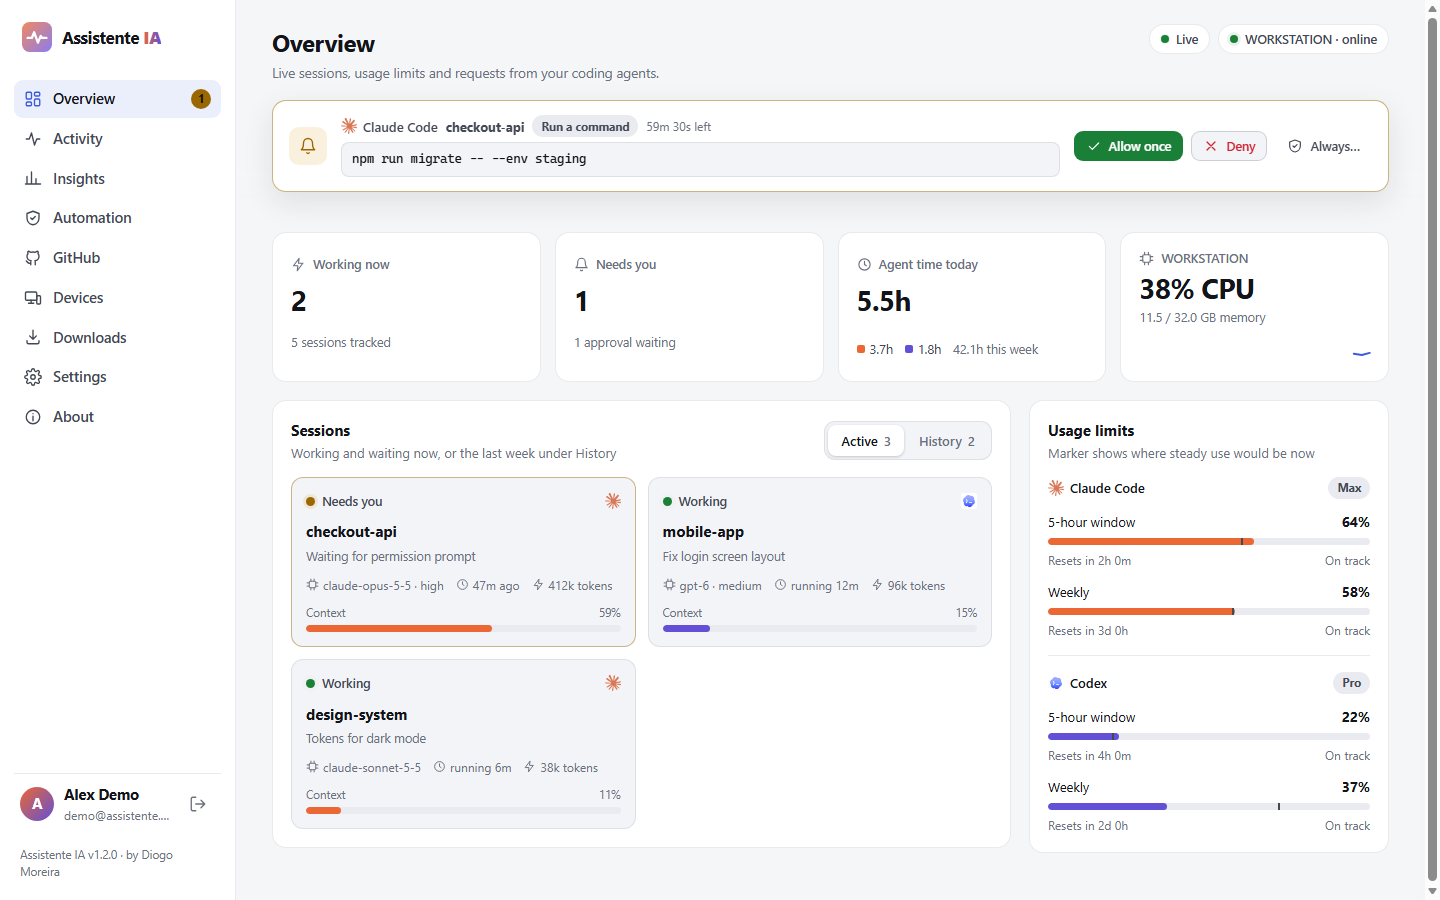 Assistente IA
Overview 1
Activity
Insights
Automation
GitHub
Devices
Downloads
Settings
About
A
Alex Demo
demo@assistente....
Assistente IA v1.2.0 · by Diogo
Moreira
Overview
Live sessions, usage limits and requests from your coding agents.
Live
WORKSTATION · online
Claude Code checkout-api Run a command 59m 30s left
npm run migrate -- --env staging
Allow once
Deny
Always...
Working now
2
5 sessions tracked
Needs you
1
1 approval waiting
Agent time today
5.5h
3.7h 1.8h 42.1h this week
WORKSTATION
38% CPU
11.5 / 32.0 GB memory
Sessions
Working and waiting now, or the last week under History
Active 3
History 2
Needs you
checkout-api
Waiting for permission prompt
claude-opus-5-5 · high 47m ago 412k tokens
Context 59%
Working
mobile-app
Fix login screen layout
gpt-6 · medium running 12m 96k tokens
Context 15%
Working
design-system
Tokens for dark mode
claude-sonnet-5-5 running 6m 38k tokens
Context 11%
Usage limits
Marker shows where steady use would be now
Claude Code Max
5-hour window 64%
Resets in 2h 0m On track
Weekly 58%
Resets in 3d 0h On track
Codex Pro
5-hour window 22%
Resets in 4h 0m On track
Weekly 37%
Resets in 2d 0h On track